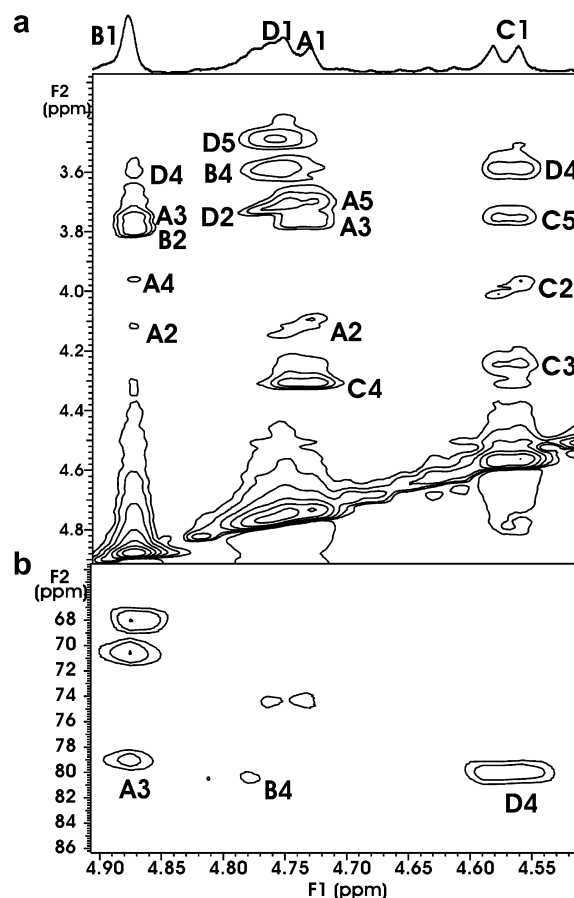 a
B1 D1 A1 C1
F2
(ppm)
D5
3.6 D4 B4 D4
A3 D2 A5
3.8 B2 A3 C5
4.0 A4 C2
A2 A2
4.2 C3
C4
4.4
4.6
4.8
b
F2
(ppm)
68
70
72
74
76
78
80
A3 B4 D4
82
84
86
4.90 4.85 4.80 4.75 4.70 4.65 4.60 4.55
F1 (ppm)